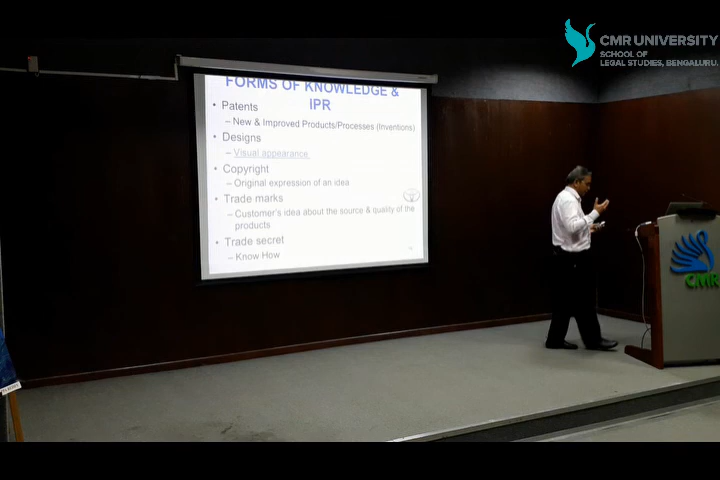 CMR UNIVERSITY
SCHOOL OF
LEGAL STUDIES, BENGALURU.
FORMS OF KNOWLEDGE &
IPR
• Patents
– New & Improved Products/Processes (Inventions)
• Designs
– Visual appearance
• Copyright
– Original expression of an idea
• Trade marks
– Customer's idea about the source & quality of the
products
• Trade secret
– Know How
CMR